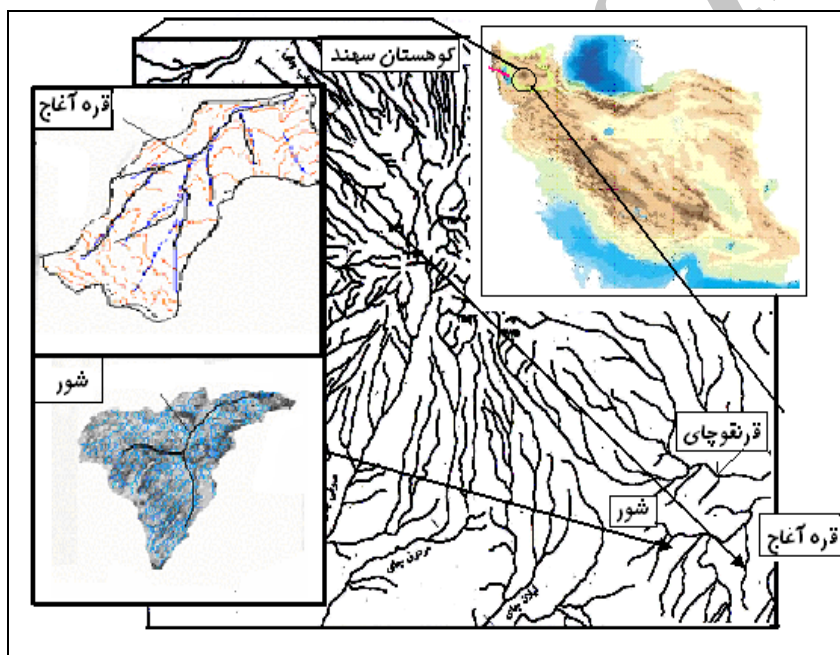 کوهستان سهند
قره آغاج
شور
قرنقوچای
شور
قره آغاج